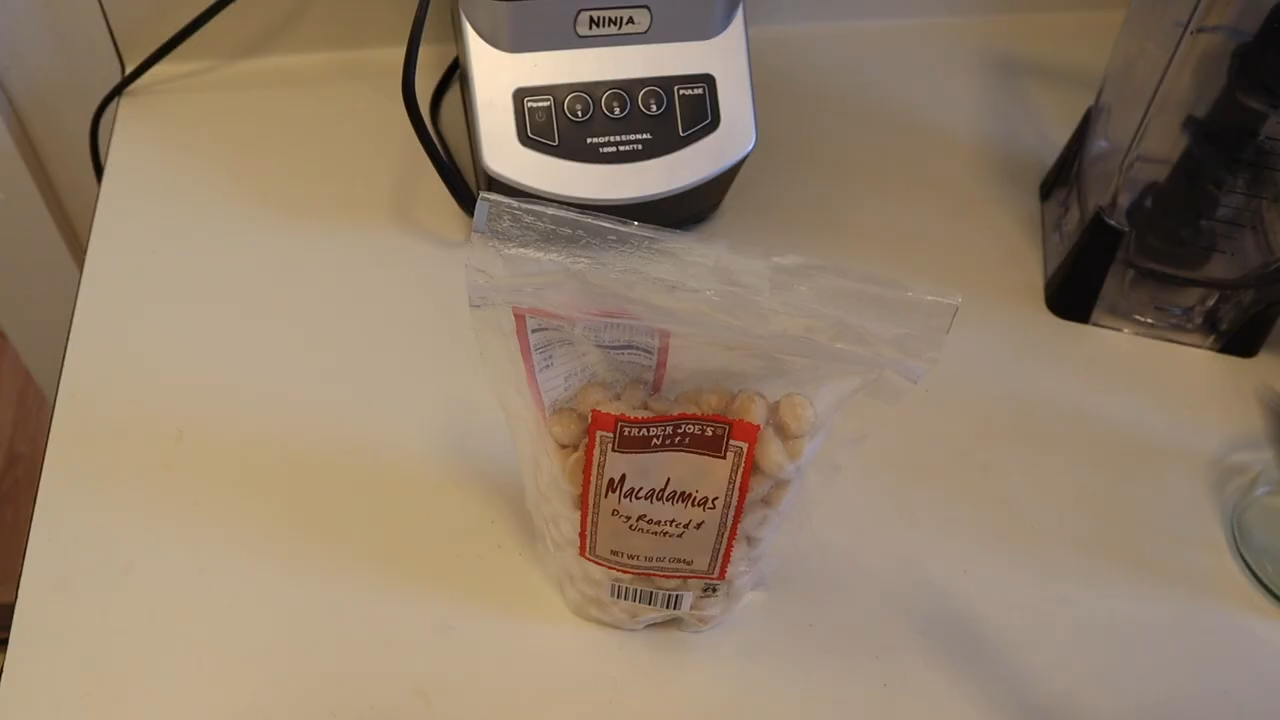 NINJA
Power
1
2
3
PULSE
PROFESSIONAL
1000 WATTS
TRADER JOE'S®
Nuts
Macadamias
Dry Roasted &
Unsalted
NET WT. 10 OZ (284g)